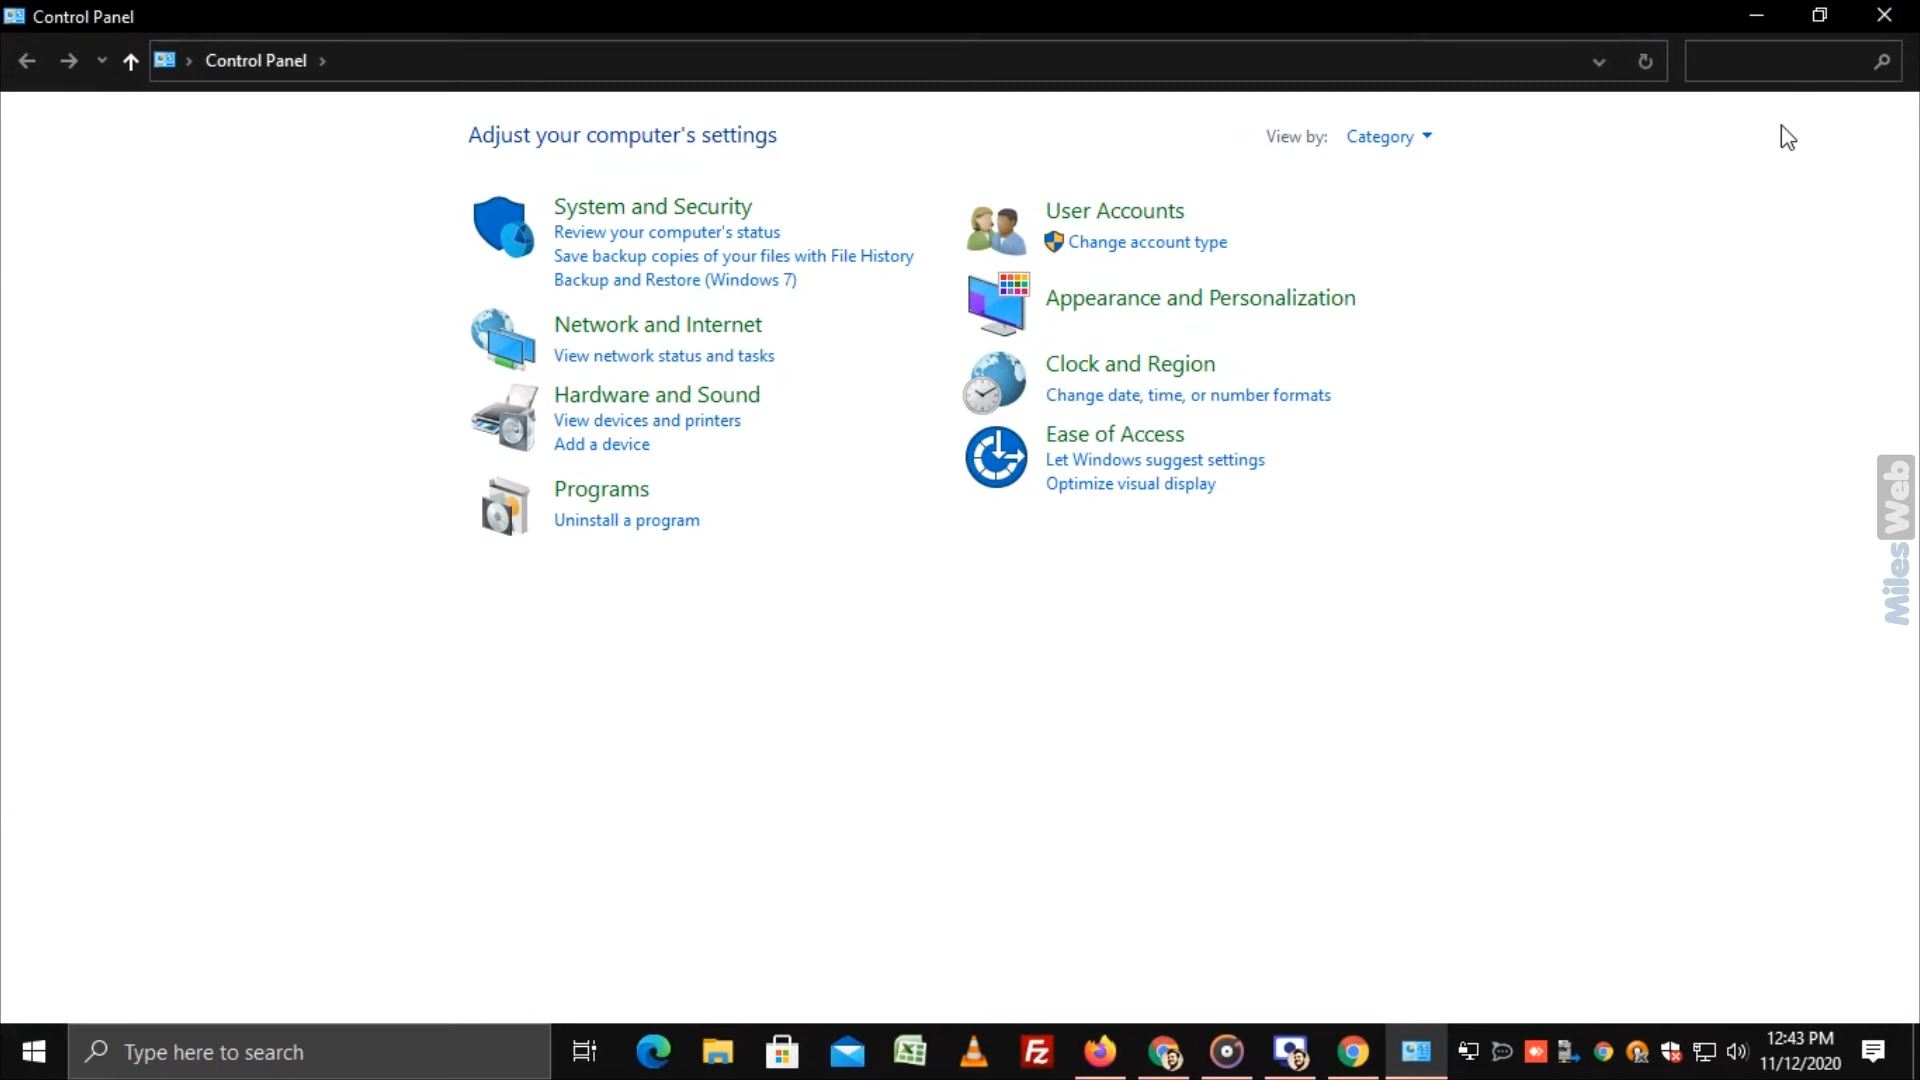 Control Panel
Control Panel
Adjust your computer's settings
View by: Category
System and Security
Review your computer's status
Save backup copies of your files with File History
Backup and Restore (Windows 7)
Network and Internet
View network status and tasks
Hardware and Sound
View devices and printers
Add a device
Programs
Uninstall a program
User Accounts
Change account type
Appearance and Personalization
Clock and Region
Change date, time, or number formats
Ease of Access
Let Windows suggest settings
Optimize visual display
MilesWeb
Type here to search
Fz
12:43 PM
11/12/2020